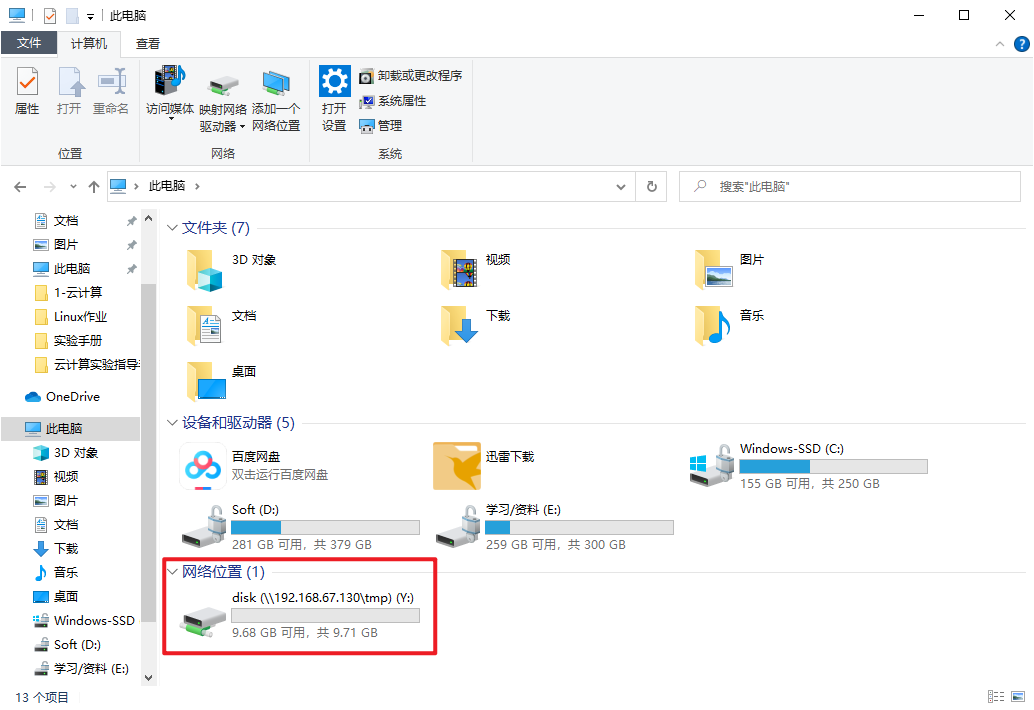 此电脑
文件
计算机
查看
属性
打开
重命名
访问媒体
映射网络
驱动器
添加一个
网络位置
打开
设置
卸载或更改程序
系统属性
管理
位置
网络
系统
此电脑
搜索"此电脑"
文档
图片
此电脑
1-云计算
Linux作业
实验手册
云计算实验指导
OneDrive
此电脑
3D 对象
视频
图片
文档
下载
音乐
桌面
Windows-SSD
Soft (D:)
学习/资料 (E:)
文件夹 (7)
3D 对象
视频
图片
文档
下载
音乐
桌面
设备和驱动器 (5)
百度网盘
双击运行百度网盘
迅雷下载
Windows-SSD (C:)
155 GB 可用，共 250 GB
Soft (D:)
281 GB 可用，共 379 GB
学习/资料 (E:)
259 GB 可用，共 300 GB
网络位置 (1)
disk (\\192.168.67.130\tmp) (Y:)
9.68 GB 可用，共 9.71 GB
13 个项目